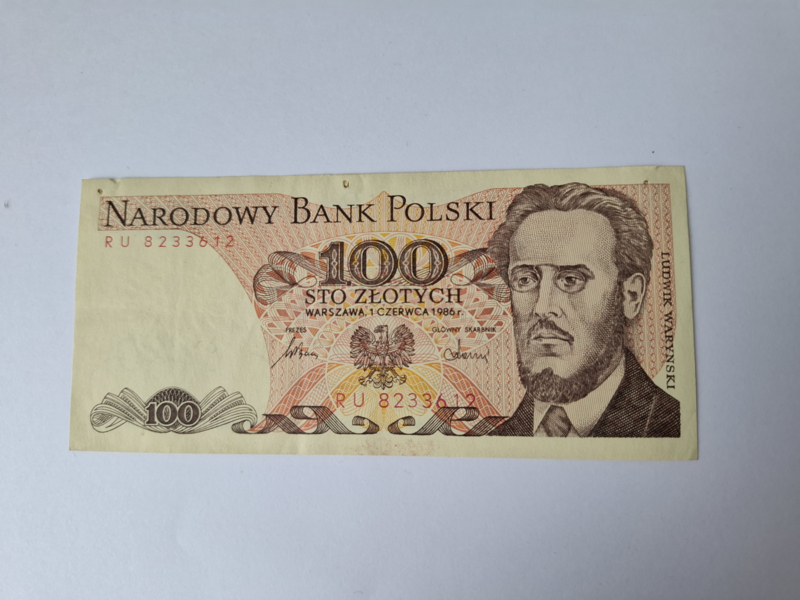 NARODOWY BANK POLSKI
RU 8233612
100
STO ZŁOTYCH
WARSZAWA, 1 CZERWCA 1986 r.
PREZES
GŁÓWNY SKARBNIK
RU 8233612
100
LUDWIK WARYŃSKI